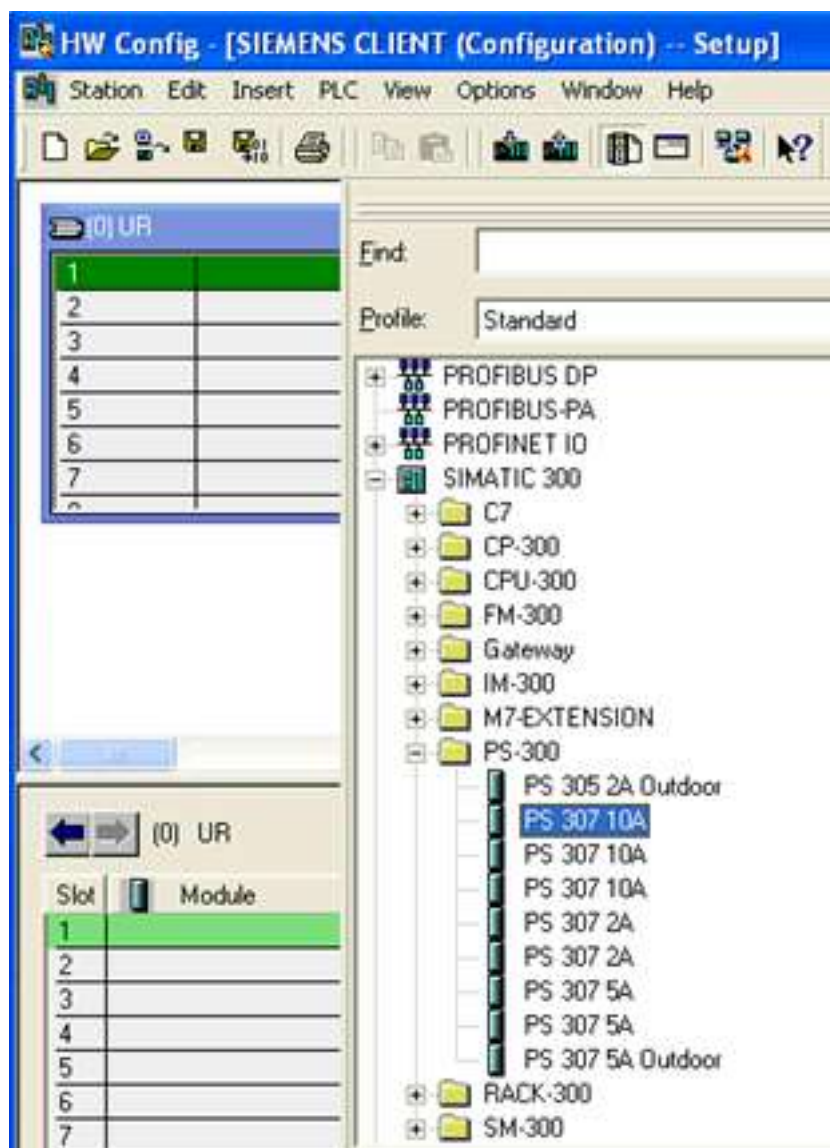 HW Config - [SIEMENS CLIENT (Configuration) -- Setup]
Station Edit Insert PLC View Options Window Help
(0) UR
1
2
3
4
5
6
7
Find:
Profile: Standard
PROFIBUS DP
PROFIBUS-PA
PROFINET IO
SIMATIC 300
C7
CP-300
CPU-300
FM-300
Gateway
IM-300
M7-EXTENSION
PS-300
PS 305 2A Outdoor
PS 307 10A
PS 307 10A
PS 307 10A
PS 307 2A
PS 307 2A
PS 307 5A
PS 307 5A
PS 307 5A Outdoor
RACK-300
SM-300
(0) UR
Slot Module
1
2
3
4
5
6
7